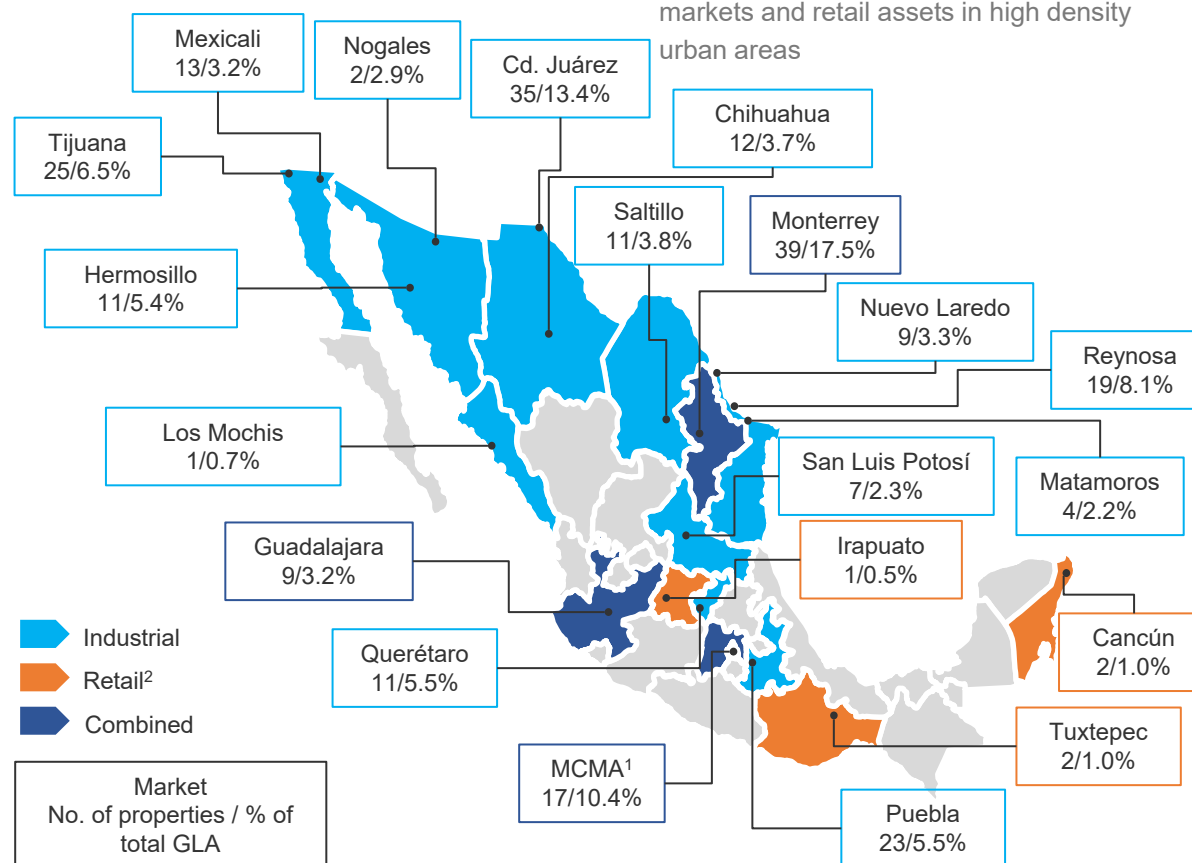 markets and retail assets in high density
urban areas
Mexicali
13/3.2%
Nogales
2/2.9%
Cd. Juárez
35/13.4%
Chihuahua
12/3.7%
Tijuana
25/6.5%
Saltillo
11/3.8%
Monterrey
39/17.5%
Hermosillo
11/5.4%
Nuevo Laredo
9/3.3%
Reynosa
19/8.1%
Los Mochis
1/0.7%
San Luis Potosí
7/2.3%
Matamoros
4/2.2%
Guadalajara
9/3.2%
Irapuato
1/0.5%
Industrial
Retail²
Combined
Querétaro
11/5.5%
Cancún
2/1.0%
Tuxtepec
2/1.0%
MCMA¹
17/10.4%
Puebla
23/5.5%
Market
No. of properties / % of
total GLA